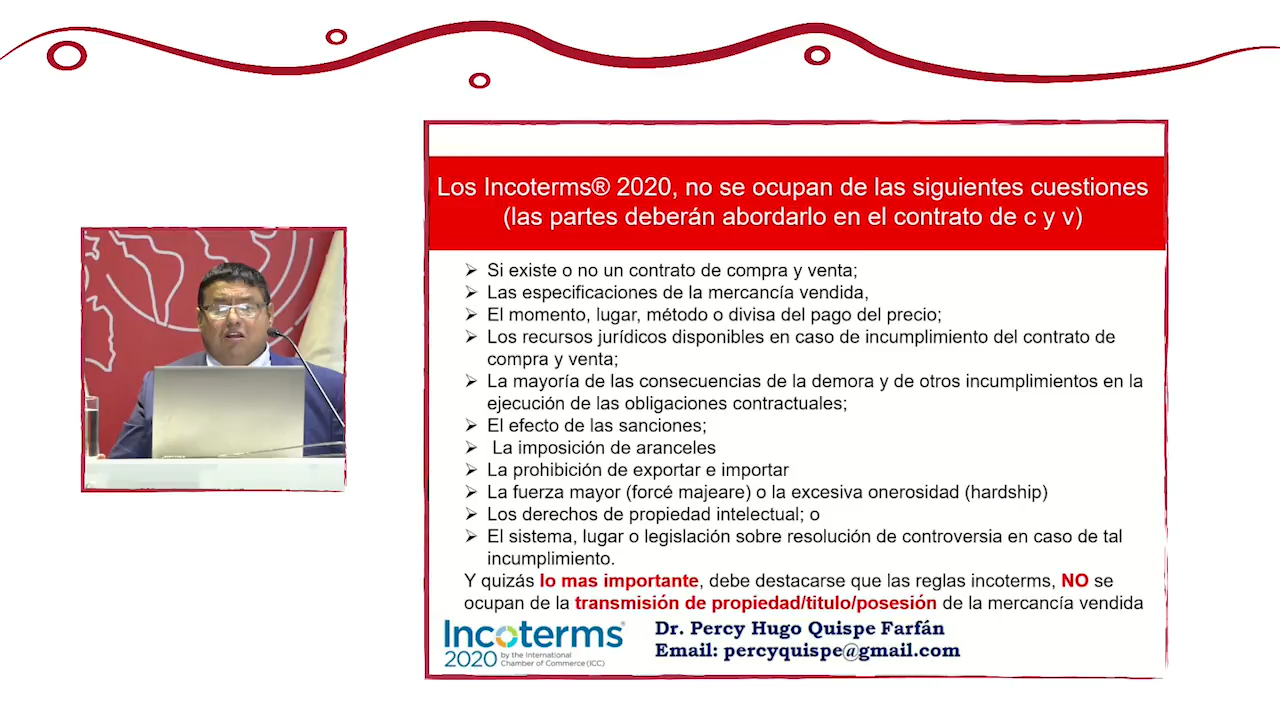 Los Incoterms® 2020, no se ocupan de las siguientes cuestiones
(las partes deberán abordarlo en el contrato de c y v)
➢ Si existe o no un contrato de compra y venta;
➢ Las especificaciones de la mercancía vendida,
➢ El momento, lugar, método o divisa del pago del precio;
➢ Los recursos jurídicos disponibles en caso de incumplimiento del contrato de
compra y venta;
➢ La mayoría de las consecuencias de la demora y de otros incumplimientos en la
ejecución de las obligaciones contractuales;
➢ El efecto de las sanciones;
➢ La imposición de aranceles
➢ La prohibición de exportar e importar
➢ La fuerza mayor (forcé majeare) o la excesiva onerosidad (hardship)
➢ Los derechos de propiedad intelectual; o
➢ El sistema, lugar o legislación sobre resolución de controversia en caso de tal
incumplimiento.
Y quizás lo mas importante, debe destacarse que las reglas incoterms, NO se
ocupan de la transmisión de propiedad/titulo/posesión de la mercancía vendida
Incoterms®
2020 by the International
Chamber of Commerce (ICC)
Dr. Percy Hugo Quispe Farfán
Email: percyquispe@gmail.com